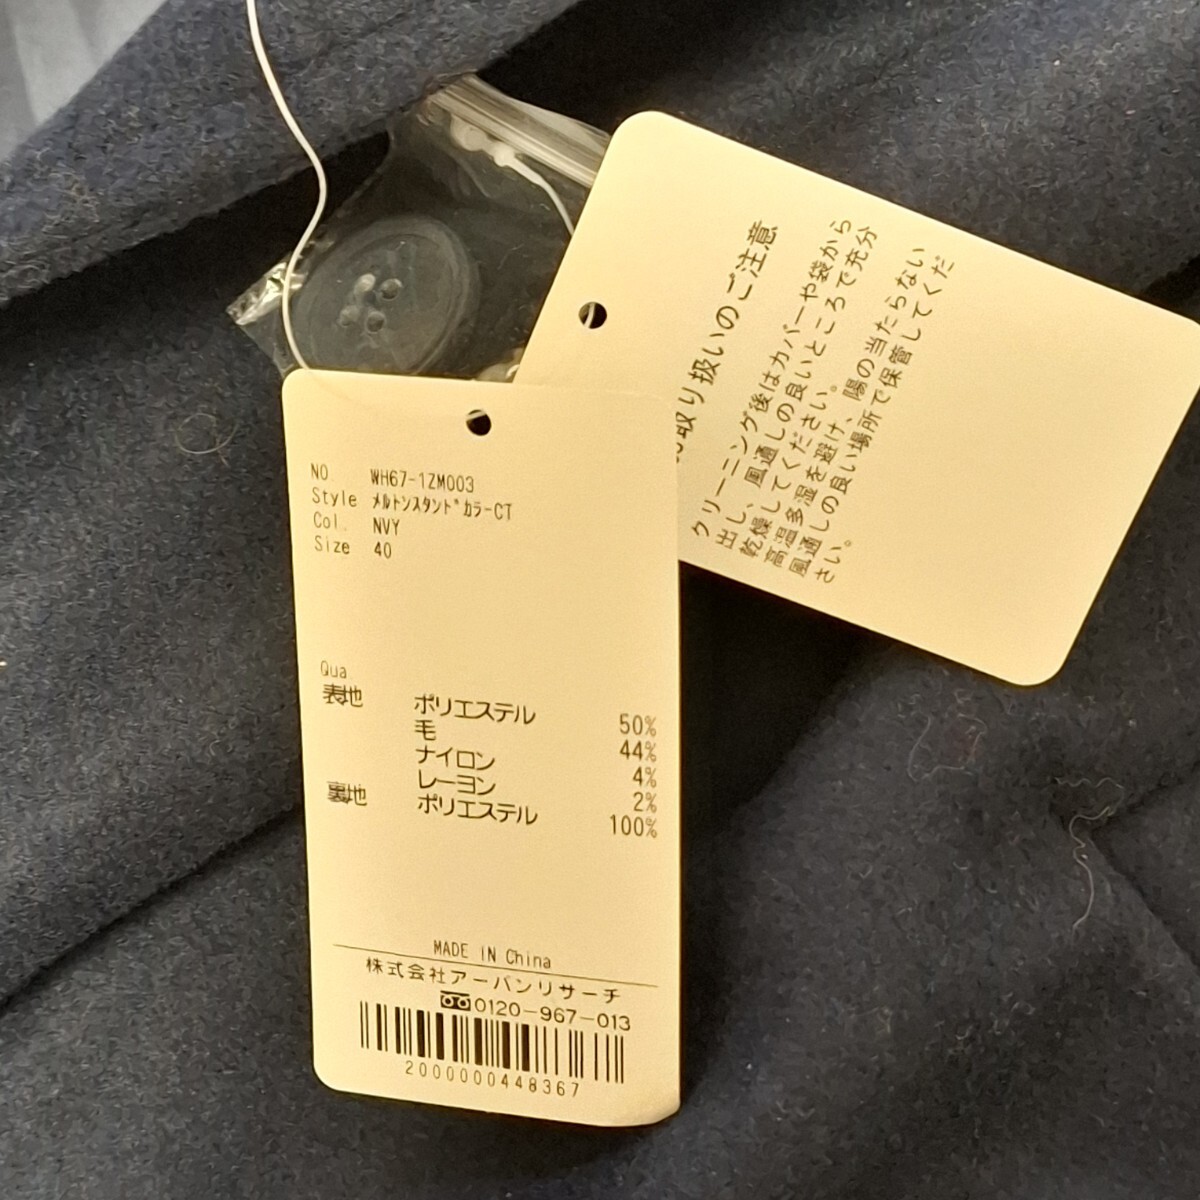 NO. WH67-1ZM003
Style ﾒﾙﾄﾝｽﾀﾝﾄﾞｶﾗｰCT
Col. NVY
Size 40
Qua
表地 ポリエステル 50%
毛 44%
ナイロン 4%
レーヨン 2%
裏地 ポリエステル 100%
MADE IN China
株式会社アーバンリサーチ
0120-967-013
2000000448367
取り扱いのご注意
クリーニング後はカバーや袋から
出し、風通しの良いところで充分
乾燥してください。
高温多湿を避け、陽の当たらない
風通しの良い場所で保管してくだ
さい。